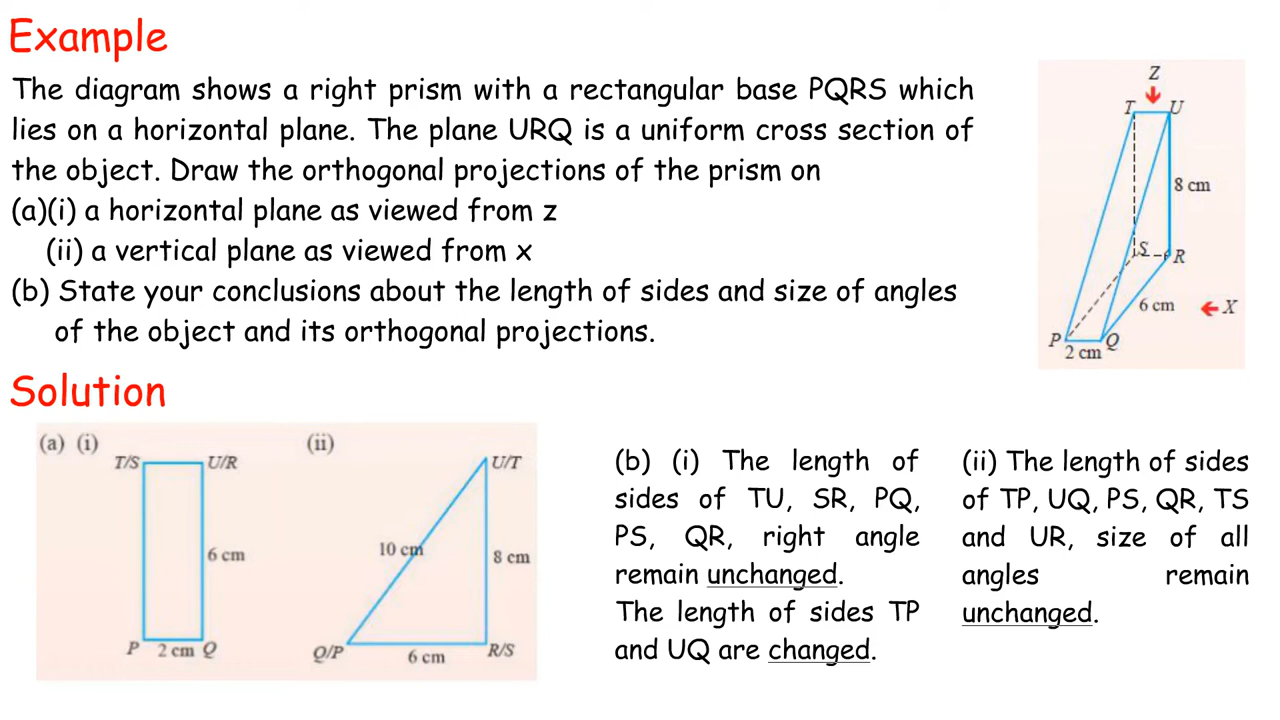 Example
The diagram shows a right prism with a rectangular base PQRS which
lies on a horizontal plane. The plane URQ is a uniform cross section of
the object. Draw the orthogonal projections of the prism on
(a)(i) a horizontal plane as viewed from z
(ii) a vertical plane as viewed from x
(b) State your conclusions about the length of sides and size of angles
of the object and its orthogonal projections.
Z
T U
8 cm
S R
6 cm
X
P Q
2 cm
Solution
(a) (i)
T/S U/R
6 cm
P 2 cm Q
(ii)
U/T
10 cm
8 cm
Q/P R/S
6 cm
(b) (i) The length of
sides of TU, SR, PQ,
PS, QR, right angle
remain unchanged.
The length of sides TP
and UQ are changed.
(ii) The length of sides
of TP, UQ, PS, QR, TS
and UR, size of all
angles remain
unchanged.